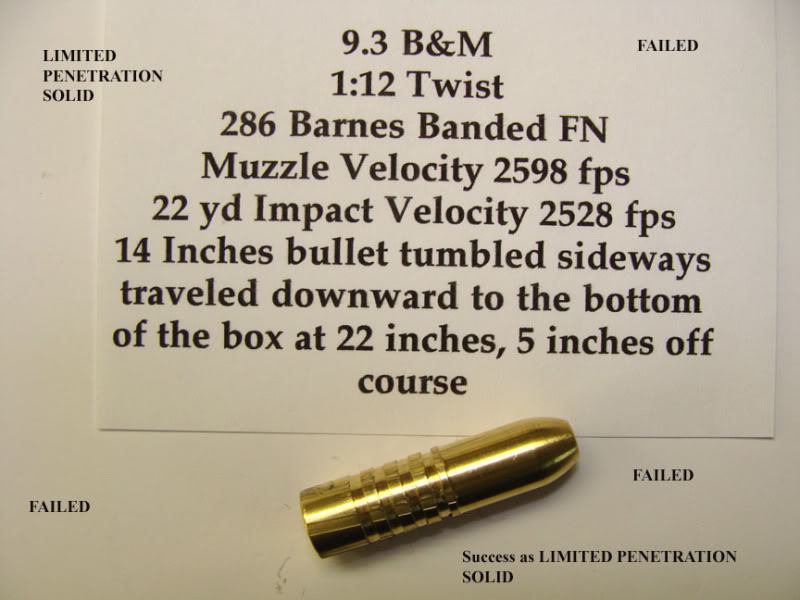 LIMITED
PENETRATION
SOLID
FAILED
9.3 B&M
1:12 Twist
286 Barnes Banded FN
Muzzle Velocity 2598 fps
22 yd Impact Velocity 2528 fps
14 Inches bullet tumbled sideways
traveled downward to the bottom
of the box at 22 inches, 5 inches off
course
FAILED
FAILED
Success as LIMITED PENETRATION
SOLID